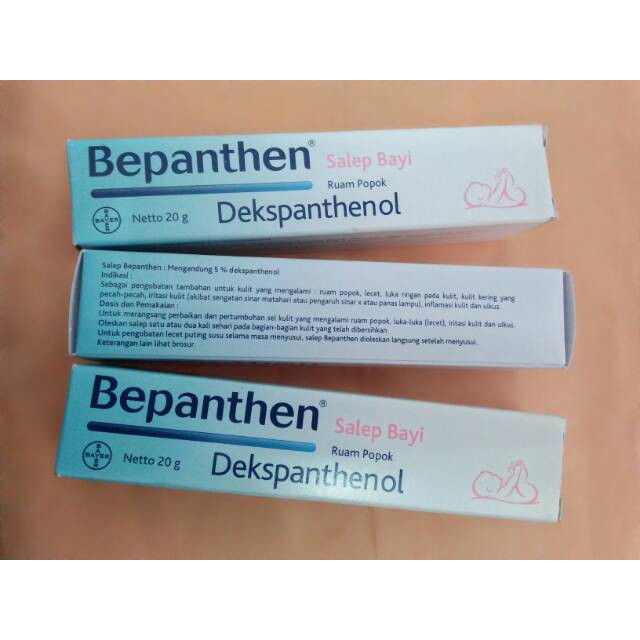 Bepanthen® Salep Bayi
Ruam Popok
BAYER
BAYER
Netto 20 g
Dekspanthenol
Salep Bepanthen : Mengandung 5 % dekspanthenol
Indikasi :
Sebagai pengobatan tambahan untuk kulit yang mengalami : ruam popok, lecet, luka ringan pada kulit, kulit kering yang
pecah-pacah, iritasi kulit (akibat sengatan sinar matahari atau pengaruh sinar x atau panas lampu), inflamasi kulit dan ulkus.
Dosis dan Pemakaian :
Untuk merangsang perbaikan dan pertumbuhan sel kulit yang mengalami ruam popok, luka-luka (lecet), iritasi kulit dan ulkus.
Oleskan salep satu atau dua kali sehari pada bagian-bagian kulit yang telah dibersihkan.
Untuk pengobatan lecet puting susu selama masa menyusui, salep Bepanthen dioleskan langsung setelah menyusui.
Keterangan lain lihat brosur.
Bepanthen® Salep Bayi
Ruam Popok
BAYER
BAYER
Netto 20 g
Dekspanthenol